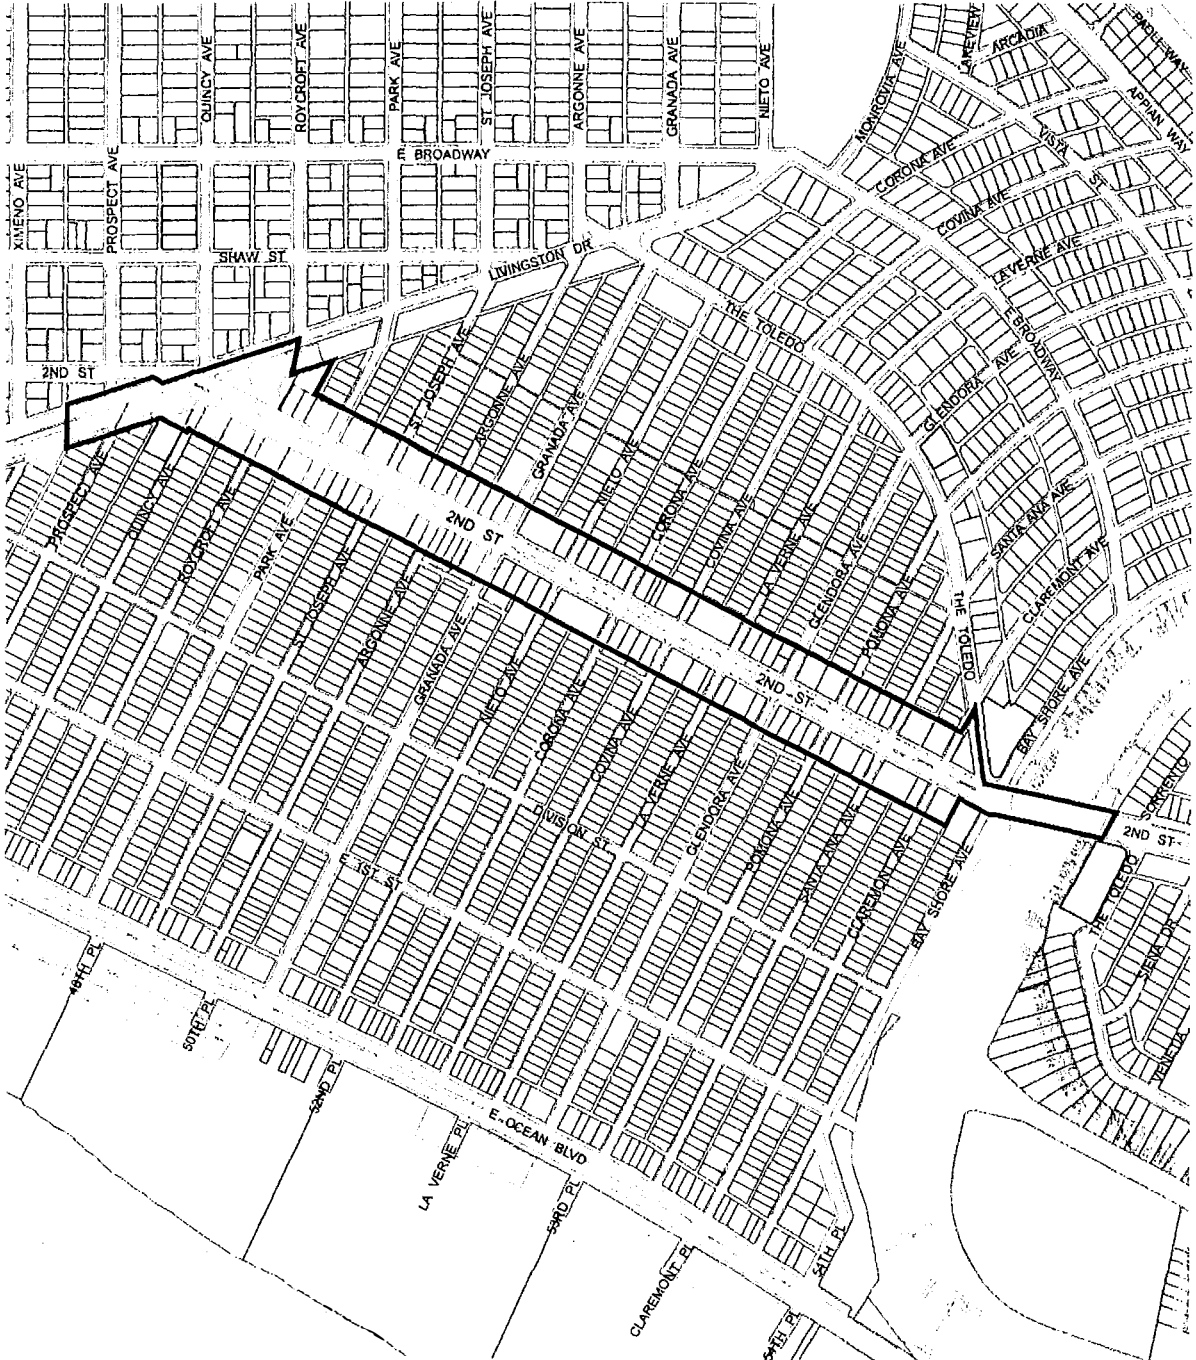 QUINCY AVE
ROYCROFT AVE
PARK AVE
ST JOSEPH AVE
ARGONNE AVE
GRANADA AVE
NIETO AVE
MONROVIA AVE
LAKEVIEW
ARCADIA
APPIAN WAY
XIMENO AVE
PROSPECT AVE
E BROADWAY
CORONA AVE
VISTA ST
COVINA AVE
LAVERNE AVE
SHAW ST
LIVINGSTON DR
THE TOLEDO
E BROADWAY
GLENDORA AVE
2ND ST
ST JOSEPH AVE
ARGONNE AVE
GRANADA AVE
NIETO AVE
CORONA AVE
COVINA AVE
LA VERNE AVE
GLENDORA AVE
POMONA AVE
SANTA ANA AVE
CLAREMONT AVE
THE TOLEDO
BAY SHORE AVE
2ND ST
2ND ST
PROSPECT AVE
QUINCY AVE
ROYCROFT AVE
PARK AVE
ST JOSEPH AVE
ARGONNE AVE
GRANADA AVE
NIETO AVE
CORONA AVE
COVINA AVE
LA VERNE AVE
GLENDORA AVE
POMONA AVE
SANTA ANA AVE
CLAREMONT AVE
BAY SHORE AVE
SORRENTO
2ND ST
THE TOLEDO
SIENA DR
VENETIA
DIVISION ST
E 1ST ST
E OCEAN BLVD
50TH PL
52ND PL
LA VERNE PL
53RD PL
CLAREMONT PL
54TH PL
54TH PL